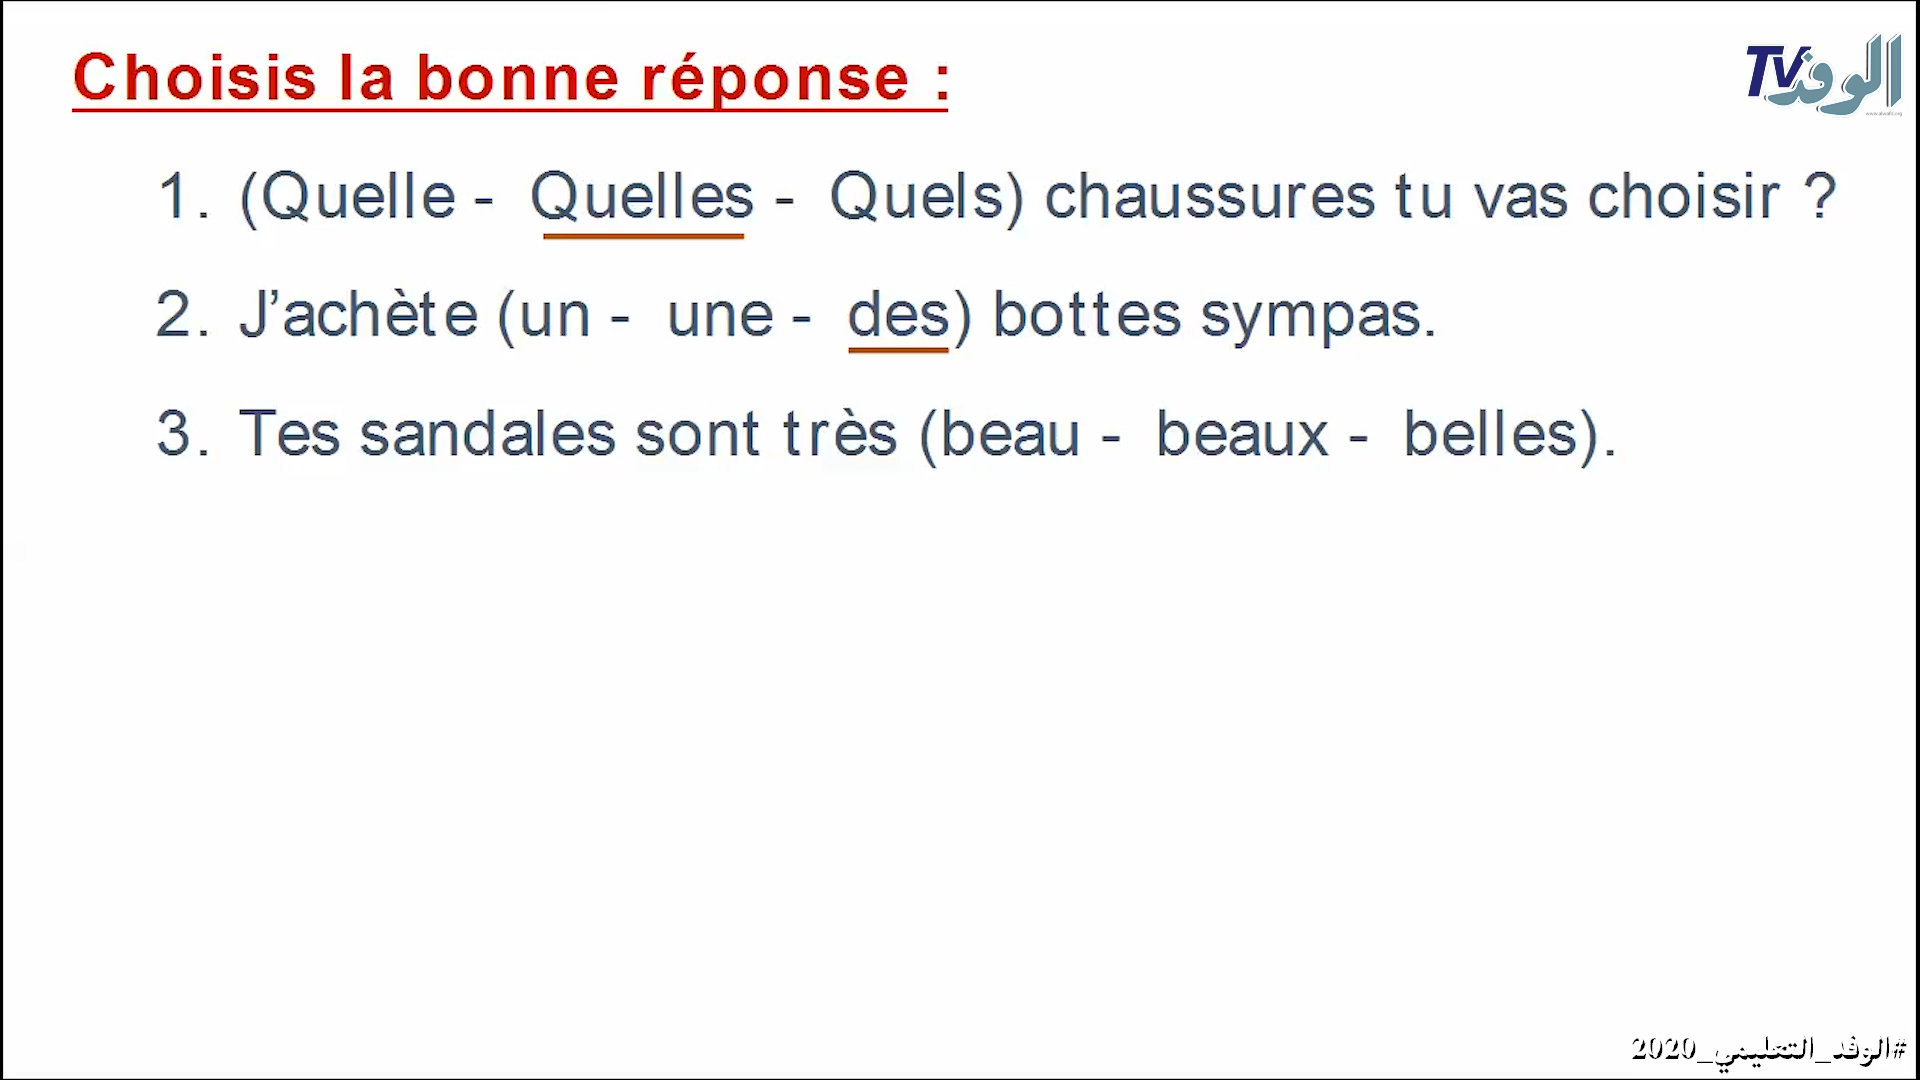 Choisis la bonne réponse :
الوفد TV
1. (Quelle - Quelles - Quels) chaussures tu vas choisir ?
2. J’achète (un - une - des) bottes sympas.
3. Tes sandales sont très (beau - beaux - belles).
#الوفد_التعليمي_2020